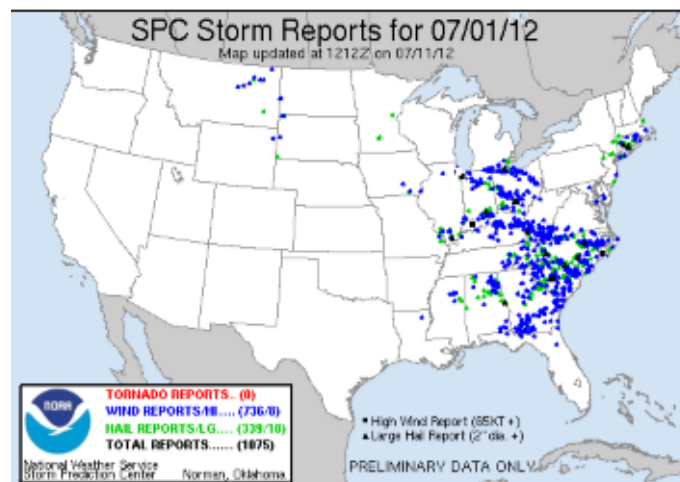 SPC Storm Reports for 07/01/12
Map updated at 1212Z on 07/11/12
TORNADO REPORTS.. (0)
WIND REPORTS/HI.... (736/8)
HAIL REPORTS/LG.... (339/10)
TOTAL REPORTS...... (1075)
NOAA
National Weather Service
Storm Prediction Center Norman, Oklahoma
High Wind Report (65KT +)
Large Hail Report (2" dia. +)
PRELIMINARY DATA ONLY